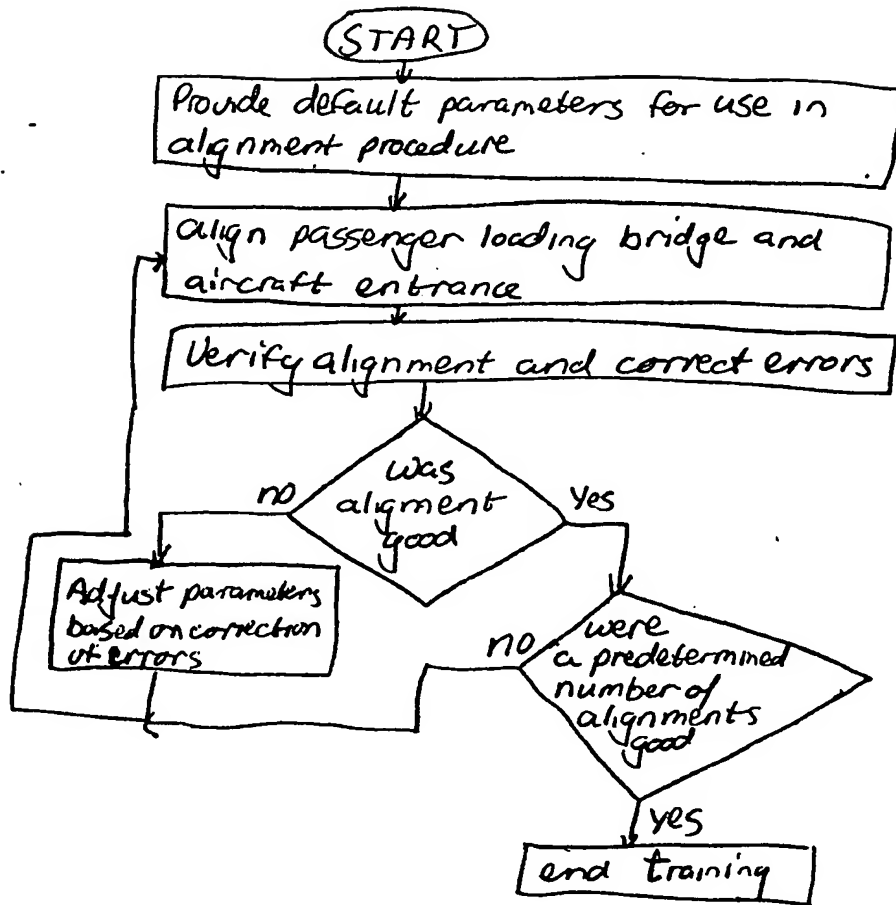 START
Provide default parameters for use in
alignment procedure
align passenger loading bridge and
aircraft entrance
Verify alignment and correct errors
was
aligment
good
no
Yes
Adjust parameters
based on correction
of errors
no
were
a predetermined
number of
alignments
good
yes
end training